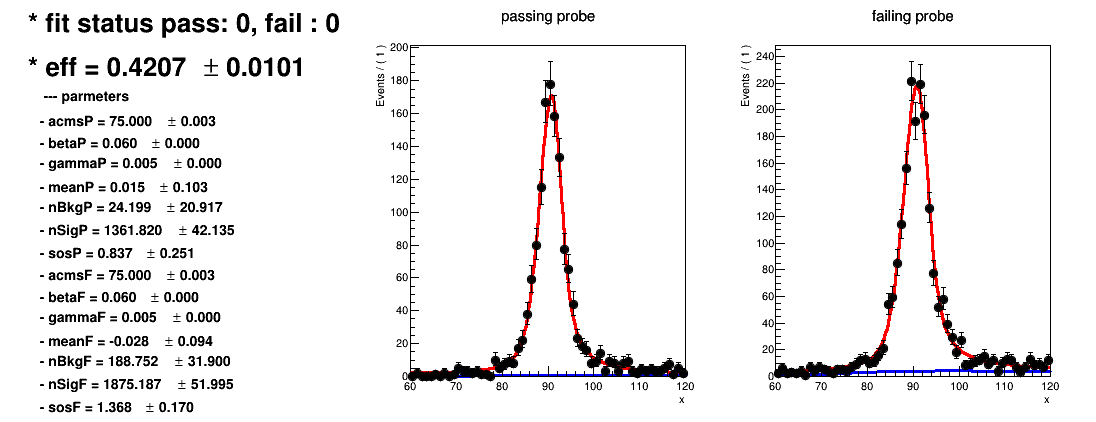 * fit status pass: 0, fail : 0
* eff = 0.4207 ± 0.0101
--- parmeters
- acmsP = 75.000 ± 0.003
- betaP = 0.060 ± 0.000
- gammaP = 0.005 ± 0.000
- meanP = 0.015 ± 0.103
- nBkgP = 24.199 ± 20.917
- nSigP = 1361.820 ± 42.135
- sosP = 0.837 ± 0.251
- acmsF = 75.000 ± 0.003
- betaF = 0.060 ± 0.000
- gammaF = 0.005 ± 0.000
- meanF = -0.028 ± 0.094
- nBkgF = 188.752 ± 31.900
- nSigF = 1875.187 ± 51.995
- sosF = 1.368 ± 0.170
passing probe
Events / ( 1 )
200
180
160
140
120
100
80
60
40
20
0
60 70 80 90 100 110 120
x
failing probe
Events / ( 1 )
240
220
200
180
160
140
120
100
80
60
40
20
0
60 70 80 90 100 110 120
x